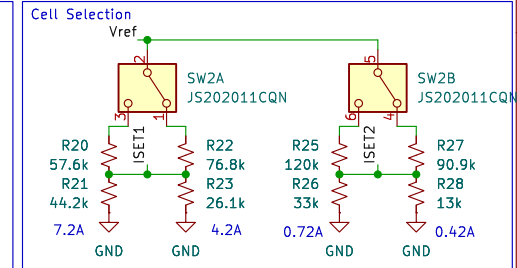 Cell Selection
Vref
2
5
SW2A
JS202011CQN
SW2B
JS202011CQN
3
1
6
4
ISET1
ISET2
R20
57.6k
R22
76.8k
R25
120k
R27
90.9k
R21
44.2k
R23
26.1k
R26
33k
R28
13k
7.2A
4.2A
0.72A
0.42A
GND
GND
GND
GND